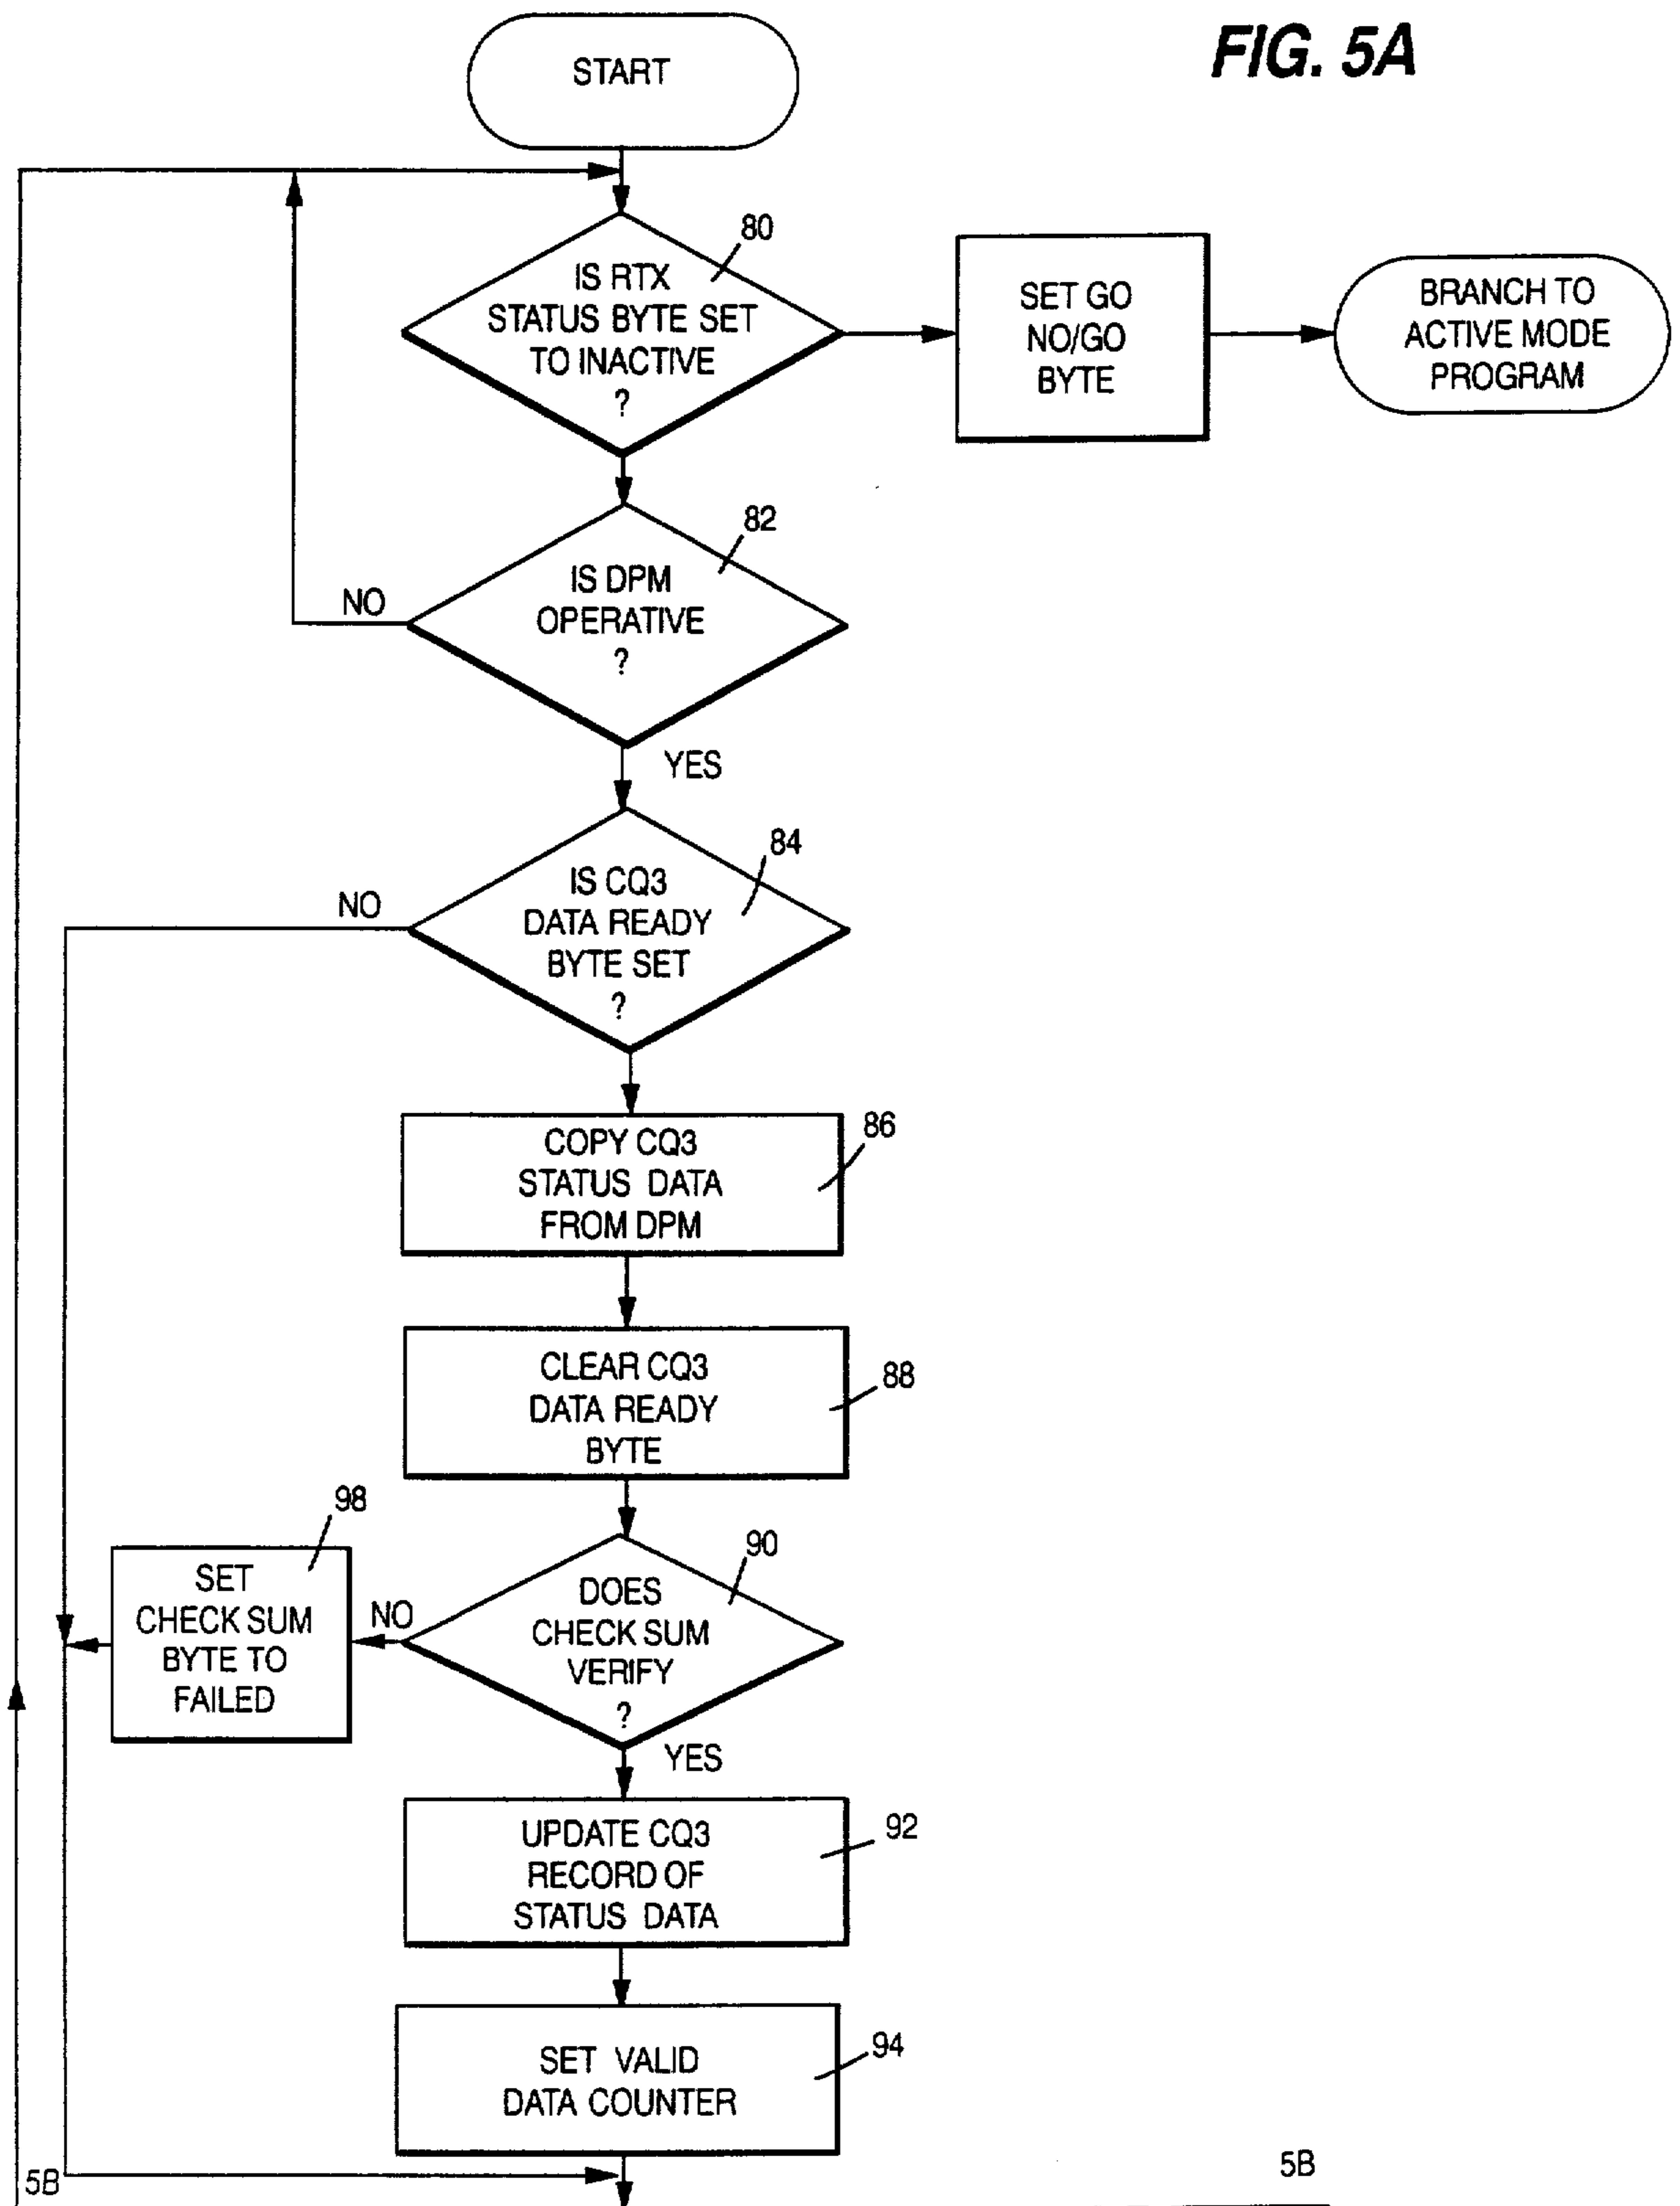 FIG. 5A
START
80
IS RTX
STATUS BYTE SET
TO INACTIVE
?
SET GO
NO/GO
BYTE
BRANCH TO
ACTIVE MODE
PROGRAM
82
IS DPM
OPERATIVE
?
NO
YES
84
IS CQ3
DATA READY
BYTE SET
?
NO
COPY CQ3
STATUS DATA
FROM DPM
86
CLEAR CQ3
DATA READY
BYTE
88
98
SET
CHECK SUM
BYTE TO
FAILED
NO
90
DOES
CHECK SUM
VERIFY
?
YES
UPDATE CQ3
RECORD OF
STATUS DATA
92
SET VALID
DATA COUNTER
94
5B
5B